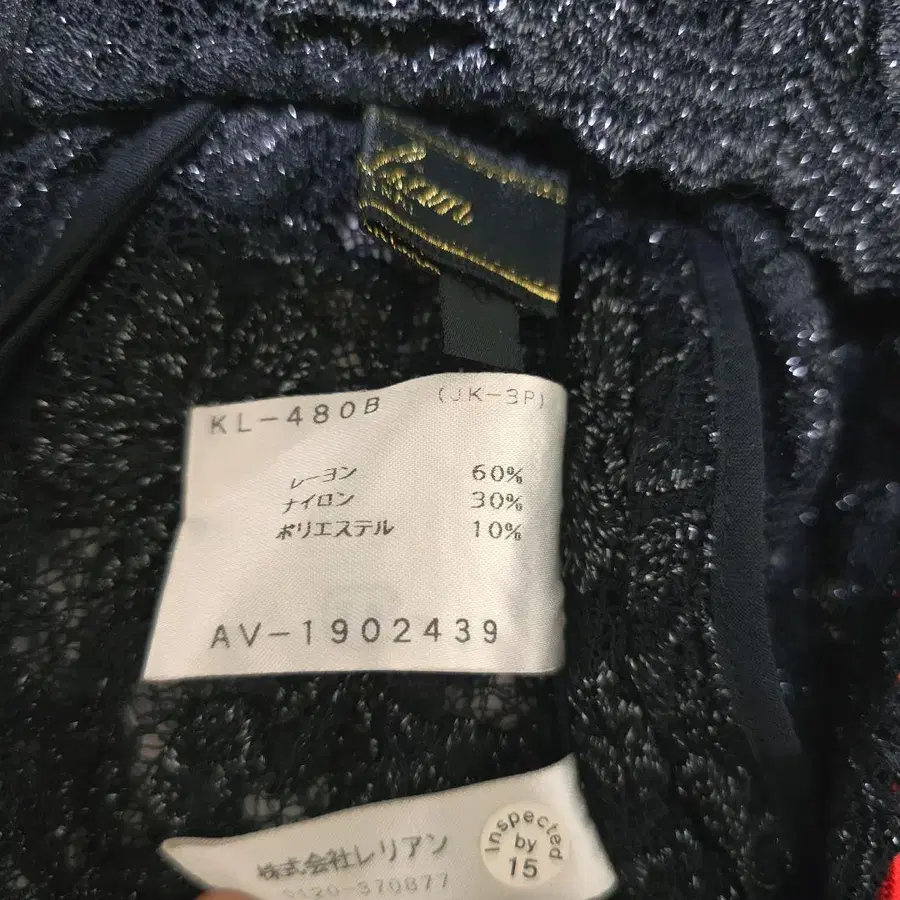 KL-480B (JK-3P)
レーヨン 60%
ナイロン 30%
ポリエステル 10%
AV-1902439
株式会社レリアン
0120-370877
Inspected
by
15